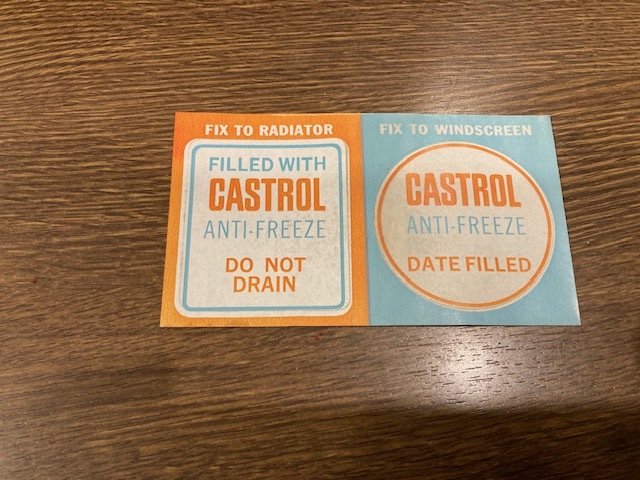 FIX TO RADIATOR
FILLED WITH
CASTROL
ANTI-FREEZE
DO NOT
DRAIN
FIX TO WINDSCREEN
CASTROL
ANTI-FREEZE
DATE FILLED